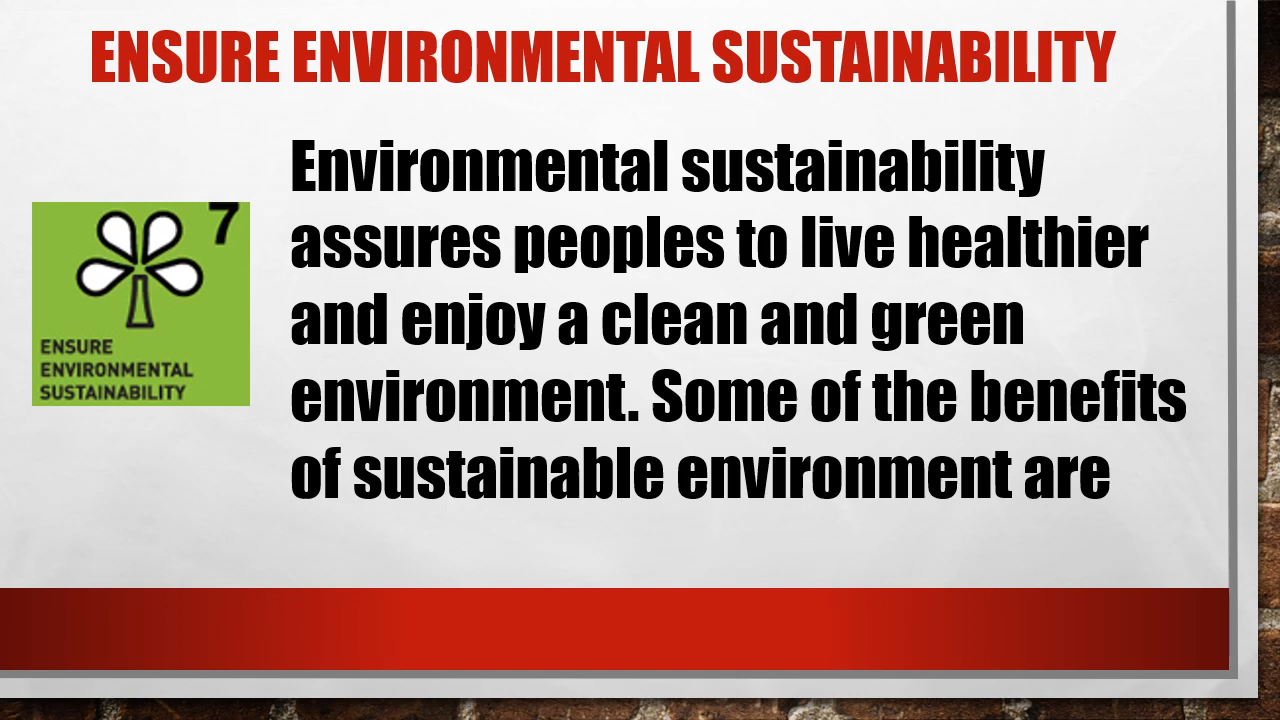 ENSURE ENVIRONMENTAL SUSTAINABILITY
Environmental sustainability
assures peoples to live healthier
and enjoy a clean and green
environment. Some of the benefits
of sustainable environment are
7
ENSURE
ENVIRONMENTAL
SUSTAINABILITY